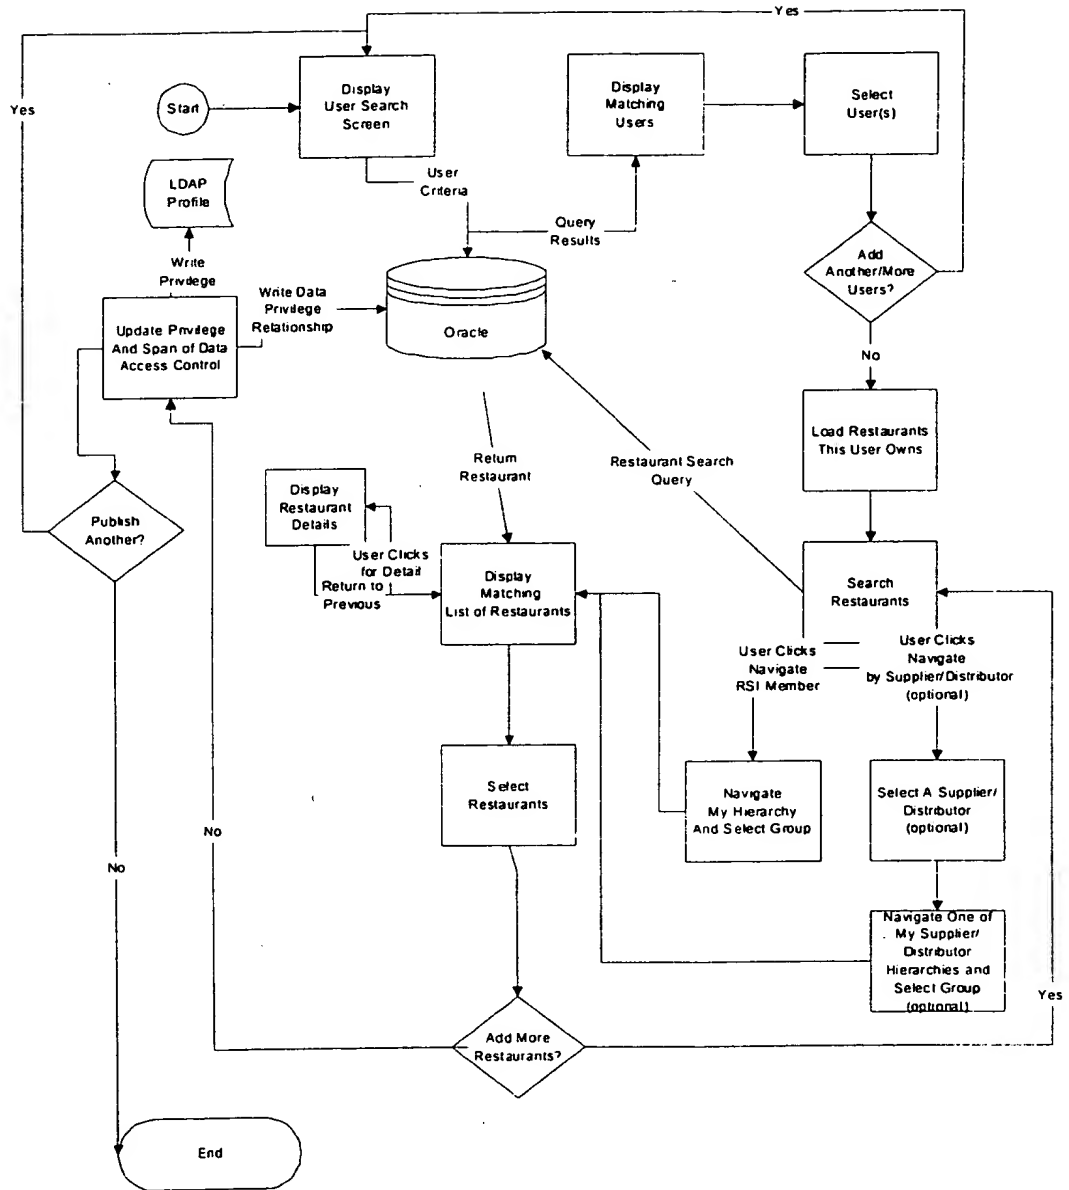 Yes
Yes
Display
User Search
Screen
Start
Display
Matching
Users
Select
User(s)
LDAP
Profile
User
Criteria
Query
Results
Add
Another/More
Users?
Write
Privilege
Write Data
Privilege
Relationship
Update Privilege
And Span of Data
Access Control
Oracle
No
Load Restaurants
This User Owns
Return
Restaurant
Restaurant Search
Query
Display
Restaurant
Details
Publish
Another?
User Clicks
for Detail
Return to
Previous
Display
Matching
List of Restaurants
Search
Restaurants
User Clicks
Navigate
RSI Member
User Clicks
Navigate
by Supplier/Distributor
(optional)
Select
Restaurants
Navigate
My Hierarchy
And Select Group
Select A Supplier/
Distributor
(optional)
No
No
Navigate One of
My Supplier/
Distributor
Hierarchies and
Select Group
(optional)
Yes
Add More
Restaurants?
End